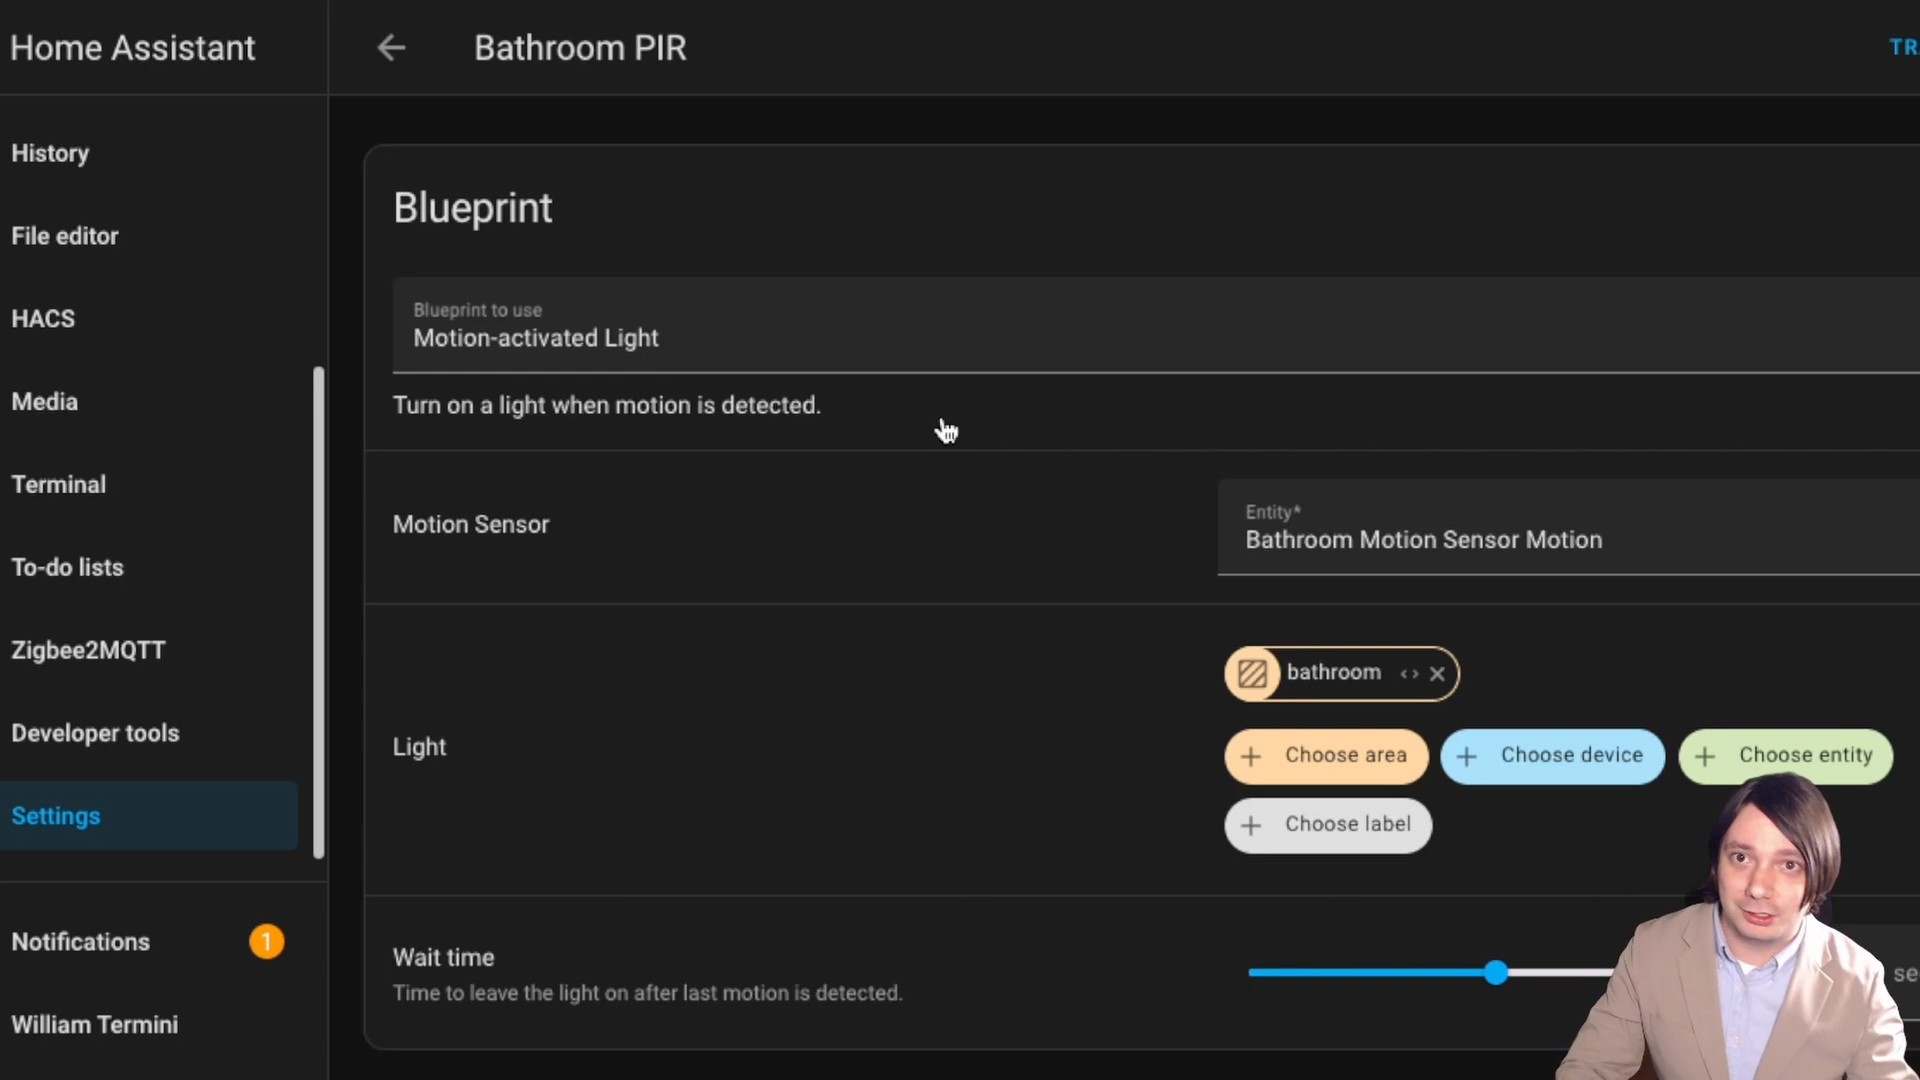 Home Assistant
Bathroom PIR
TR
History
File editor
HACS
Media
Terminal
To-do lists
Zigbee2MQTT
Developer tools
Settings
Notifications
1
William Termini
Blueprint
Blueprint to use
Motion-activated Light
Turn on a light when motion is detected.
Motion Sensor
Entity*
Bathroom Motion Sensor Motion
Light
bathroom
Choose area
Choose device
Choose entity
Choose label
Wait time
Time to leave the light on after last motion is detected.
se